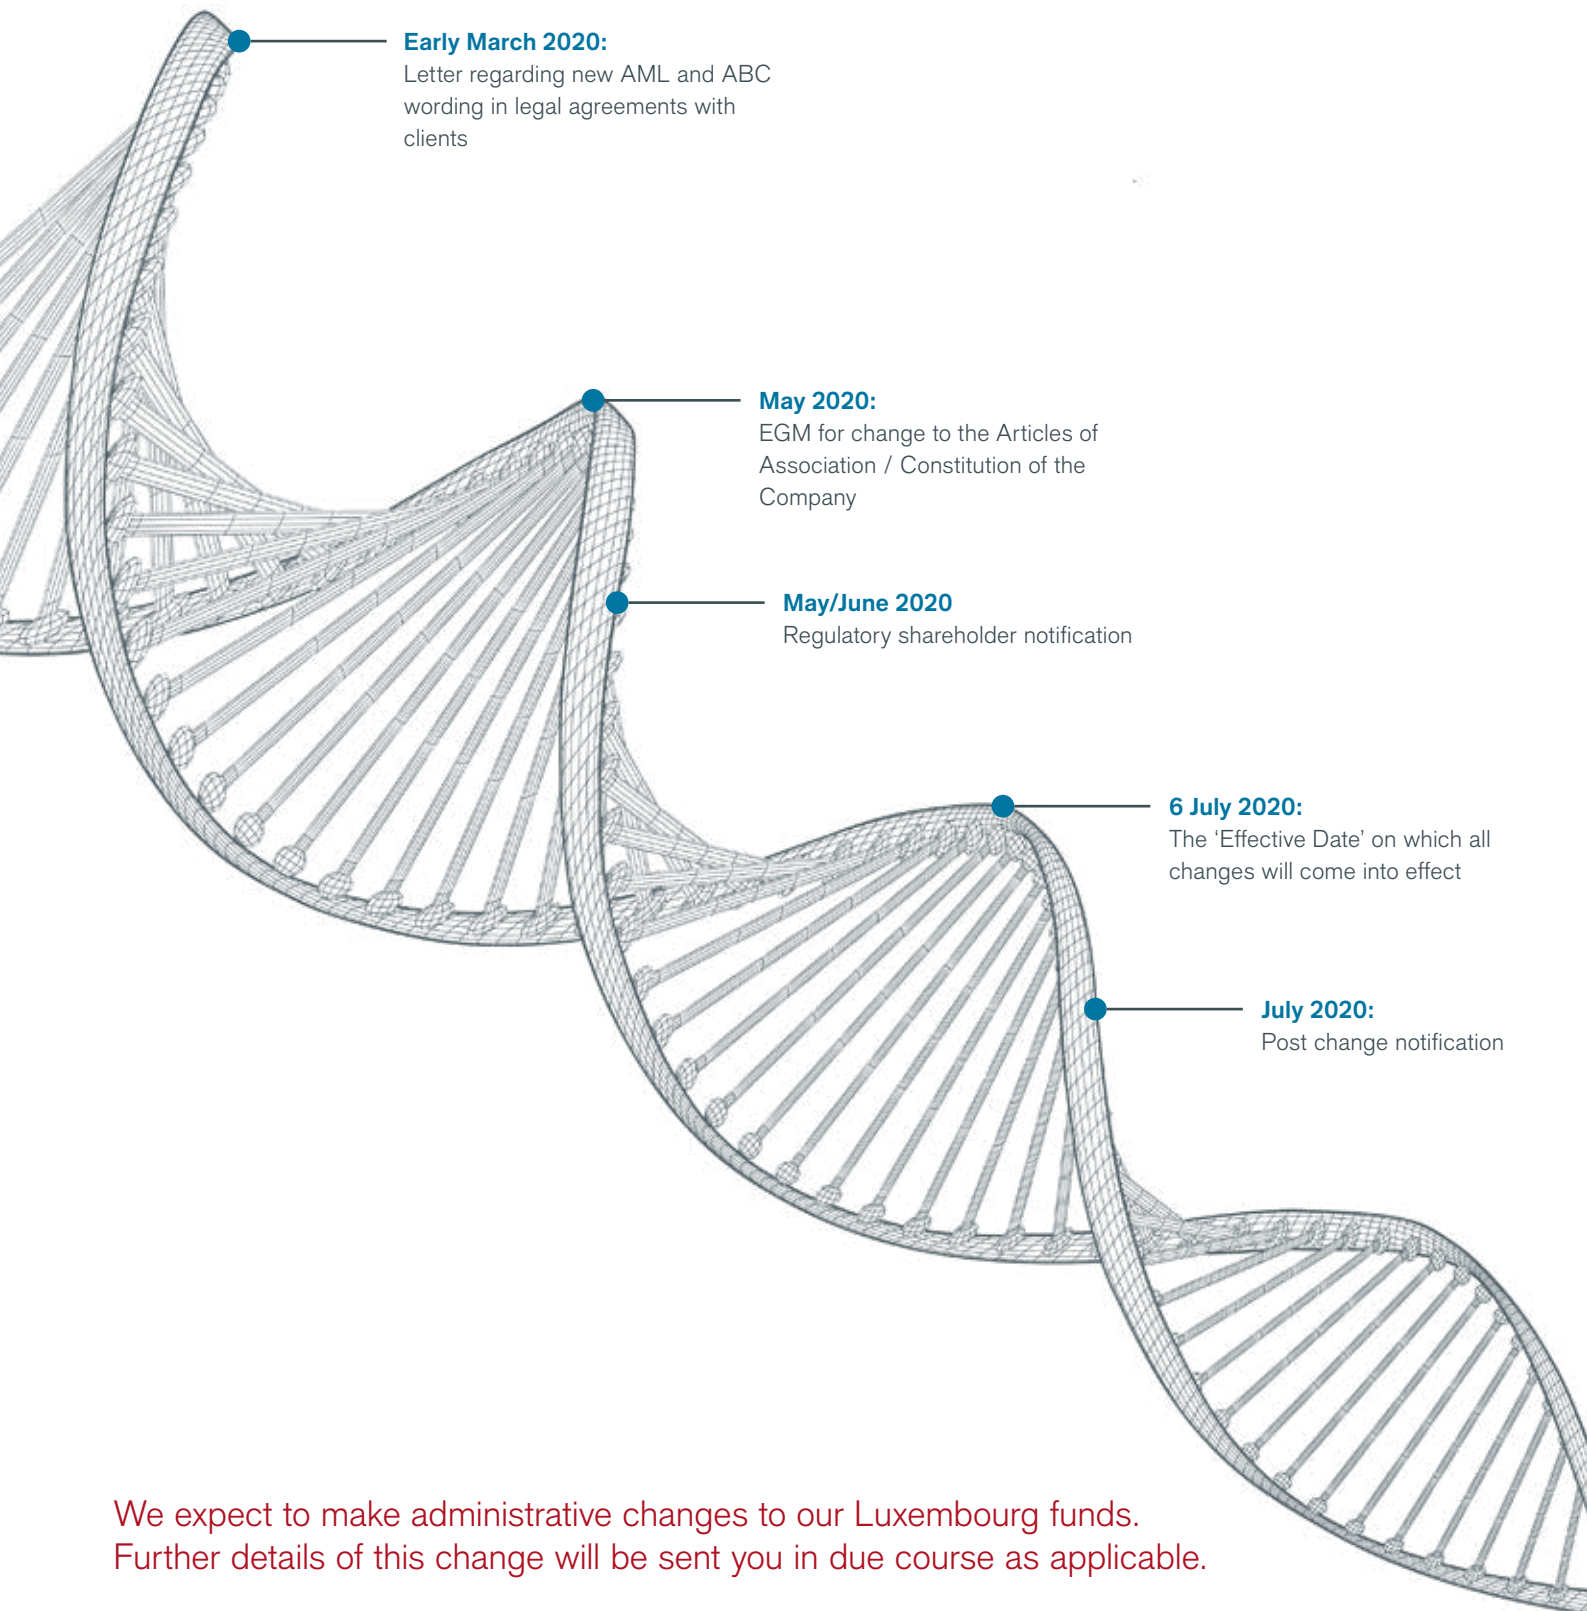 Early March 2020:
Letter regarding new AML and ABC
wording in legal agreements with
clients
May 2020:
EGM for change to the Articles of
Association / Constitution of the
Company
May/June 2020
Regulatory shareholder notification
6 July 2020:
The ‘Effective Date’ on which all
changes will come into effect
July 2020:
Post change notification
We expect to make administrative changes to our Luxembourg funds.
Further details of this change will be sent you in due course as applicable.